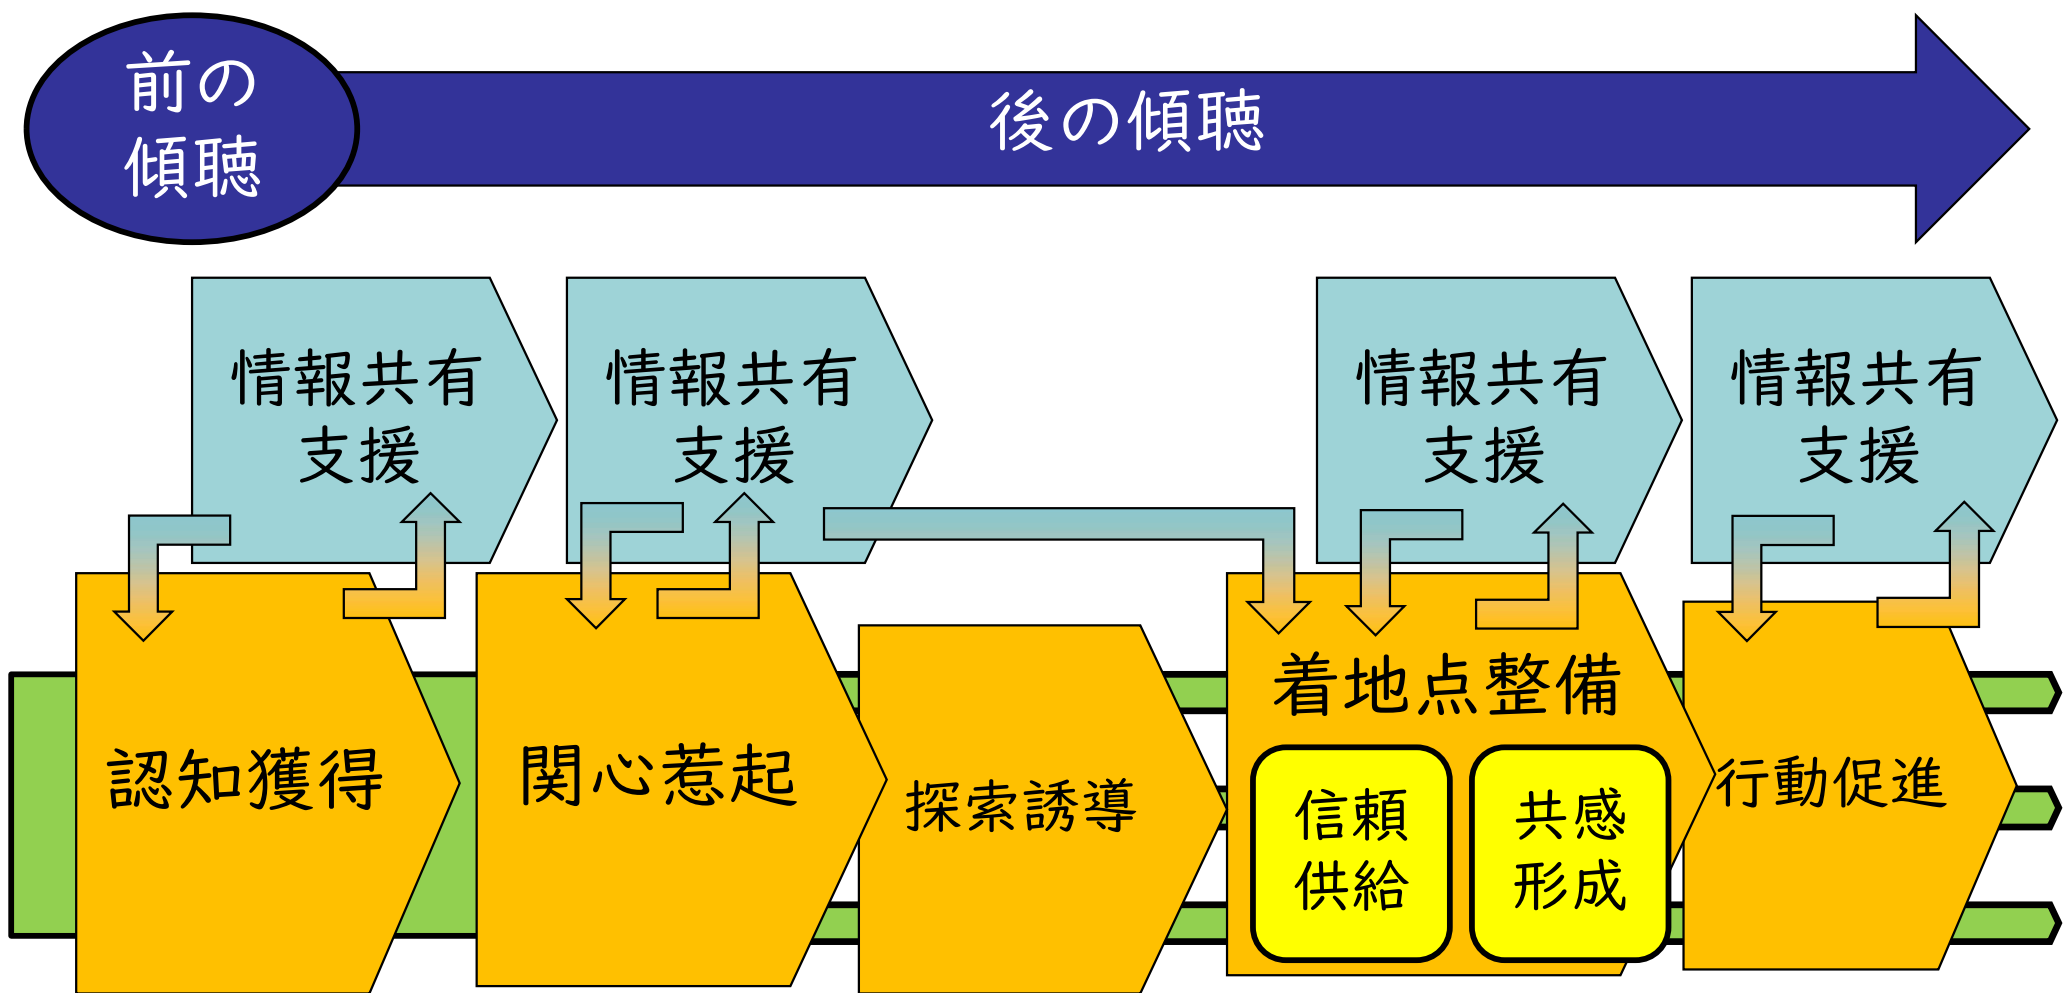 前の
傾聴
後の傾聴
情報共有
支援
情報共有
支援
情報共有
支援
情報共有
支援
認知獲得
関心惹起
探索誘導
着地点整備
信頼
供給
共感
形成
行動促進